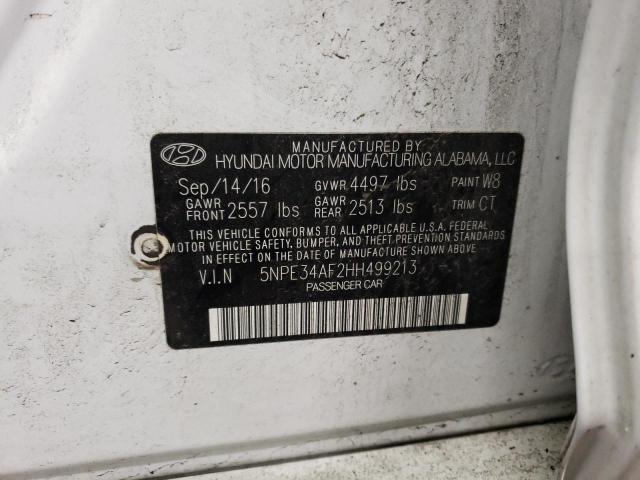 MANUFACTURED BY
HYUNDAI MOTOR MANUFACTURING ALABAMA, LLC
Sep/14/16 GVWR 4497 lbs PAINT W8
GAWR FRONT 2557 lbs GAWR REAR 2513 lbs TRIM CT
THIS VEHICLE CONFORMS TO ALL APPLICABLE U.S.A. FEDERAL
MOTOR VEHICLE SAFETY, BUMPER, AND THEFT PREVENTION STANDARDS
IN EFFECT ON THE DATE OF MANUFACTURE SHOWN ABOVE.
V.I.N 5NPE34AF2HH499213
PASSENGER CAR